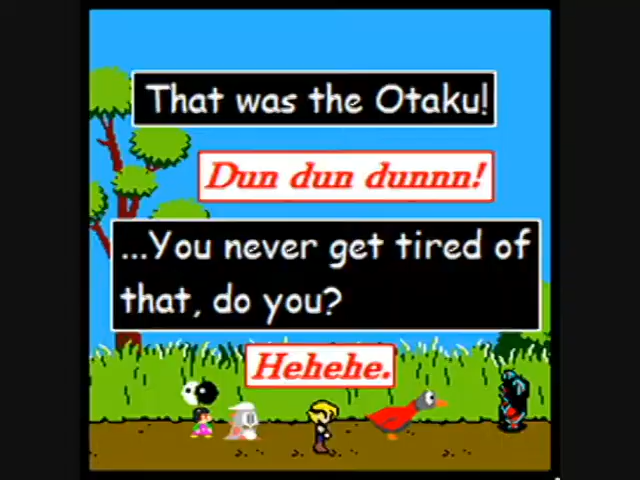 That was the Otaku!
Dun dun dunnn!
...You never get tired of
that, do you?
Hehehe.